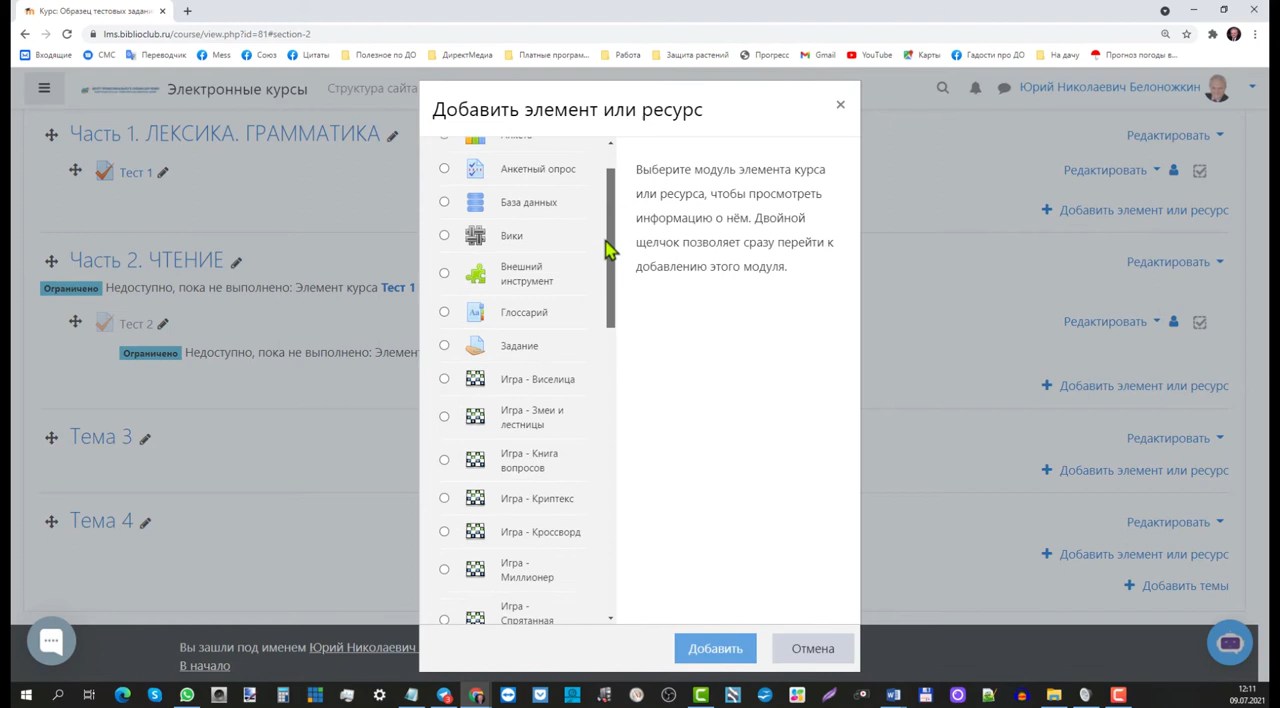 Курс: Образец тестовых задани
lms.biblioclub.ru/course/view.php?id=81#section-2
Входящие СМС Переводчик Mess Союз Цитаты Полезное по ДО ДиректМедиа Платные програм... Работа Защита растений Прогресс Gmail YouTube Карты Гадости про ДО На дачу Прогноз погоды в...
Электронные курсы Структура сайта Юрий Николаевич Белоножкин
Часть 1. ЛЕКСИКА. ГРАММАТИКА Редактировать
Тест 1 Редактировать
Добавить элемент или ресурс
Часть 2. ЧТЕНИЕ Редактировать
Ограничено Недоступно, пока не выполнено: Элемент курса Тест 1
Тест 2 Редактировать
Ограничено Недоступно, пока не выполнено: Элемен
Добавить элемент или ресурс
Тема 3 Редактировать
Добавить элемент или ресурс
Тема 4 Редактировать
Добавить элемент или ресурс
Добавить темы
Вы зашли под именем Юрий Николаевич
В начало
Добавить элемент или ресурс
×
Анкетный опрос
База данных
Вики
Внешний
инструмент
Глоссарий
Задание
Игра - Виселица
Игра - Змеи и
лестницы
Игра - Книга
вопросов
Игра - Криптекс
Игра - Кроссворд
Игра -
Миллионер
Игра -
Спрятанная
Выберите модуль элемента курса
или ресурса, чтобы просмотреть
информацию о нём. Двойной
щелчок позволяет сразу перейти к
добавлению этого модуля.
Добавить Отмена
12:11
09.07.2021